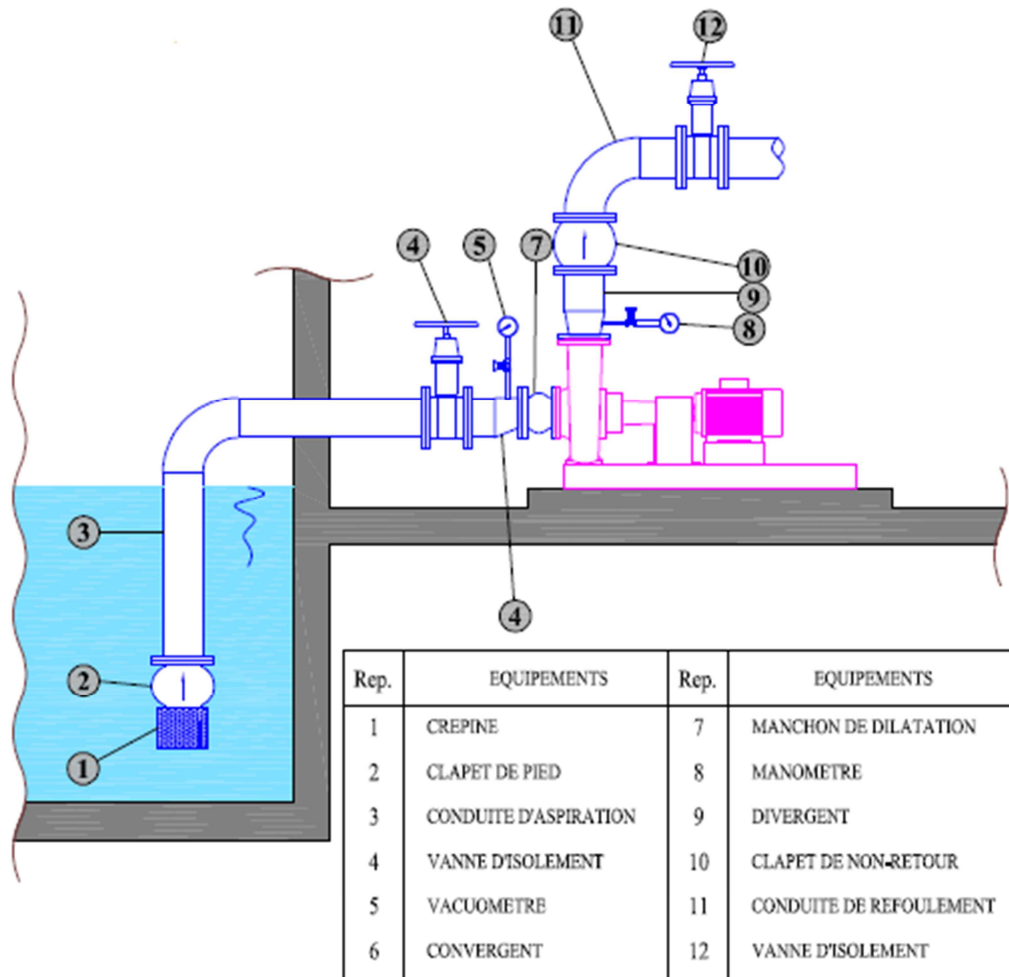 11
12
4
5
7
10
9
8
3
4
2
1
Rep. EQUIPEMENTS Rep. EQUIPEMENTS
1 CREPINE 7 MANCHON DE DILATATION
2 CLAPET DE PIED 8 MANOMETRE
3 CONDUITE D'ASPIRATION 9 DIVERGENT
4 VANNE D'ISOLEMENT 10 CLAPET DE NON-RETOUR
5 VACUOMETRE 11 CONDUITE DE REFOULEMENT
6 CONVERGENT 12 VANNE D'ISOLEMENT